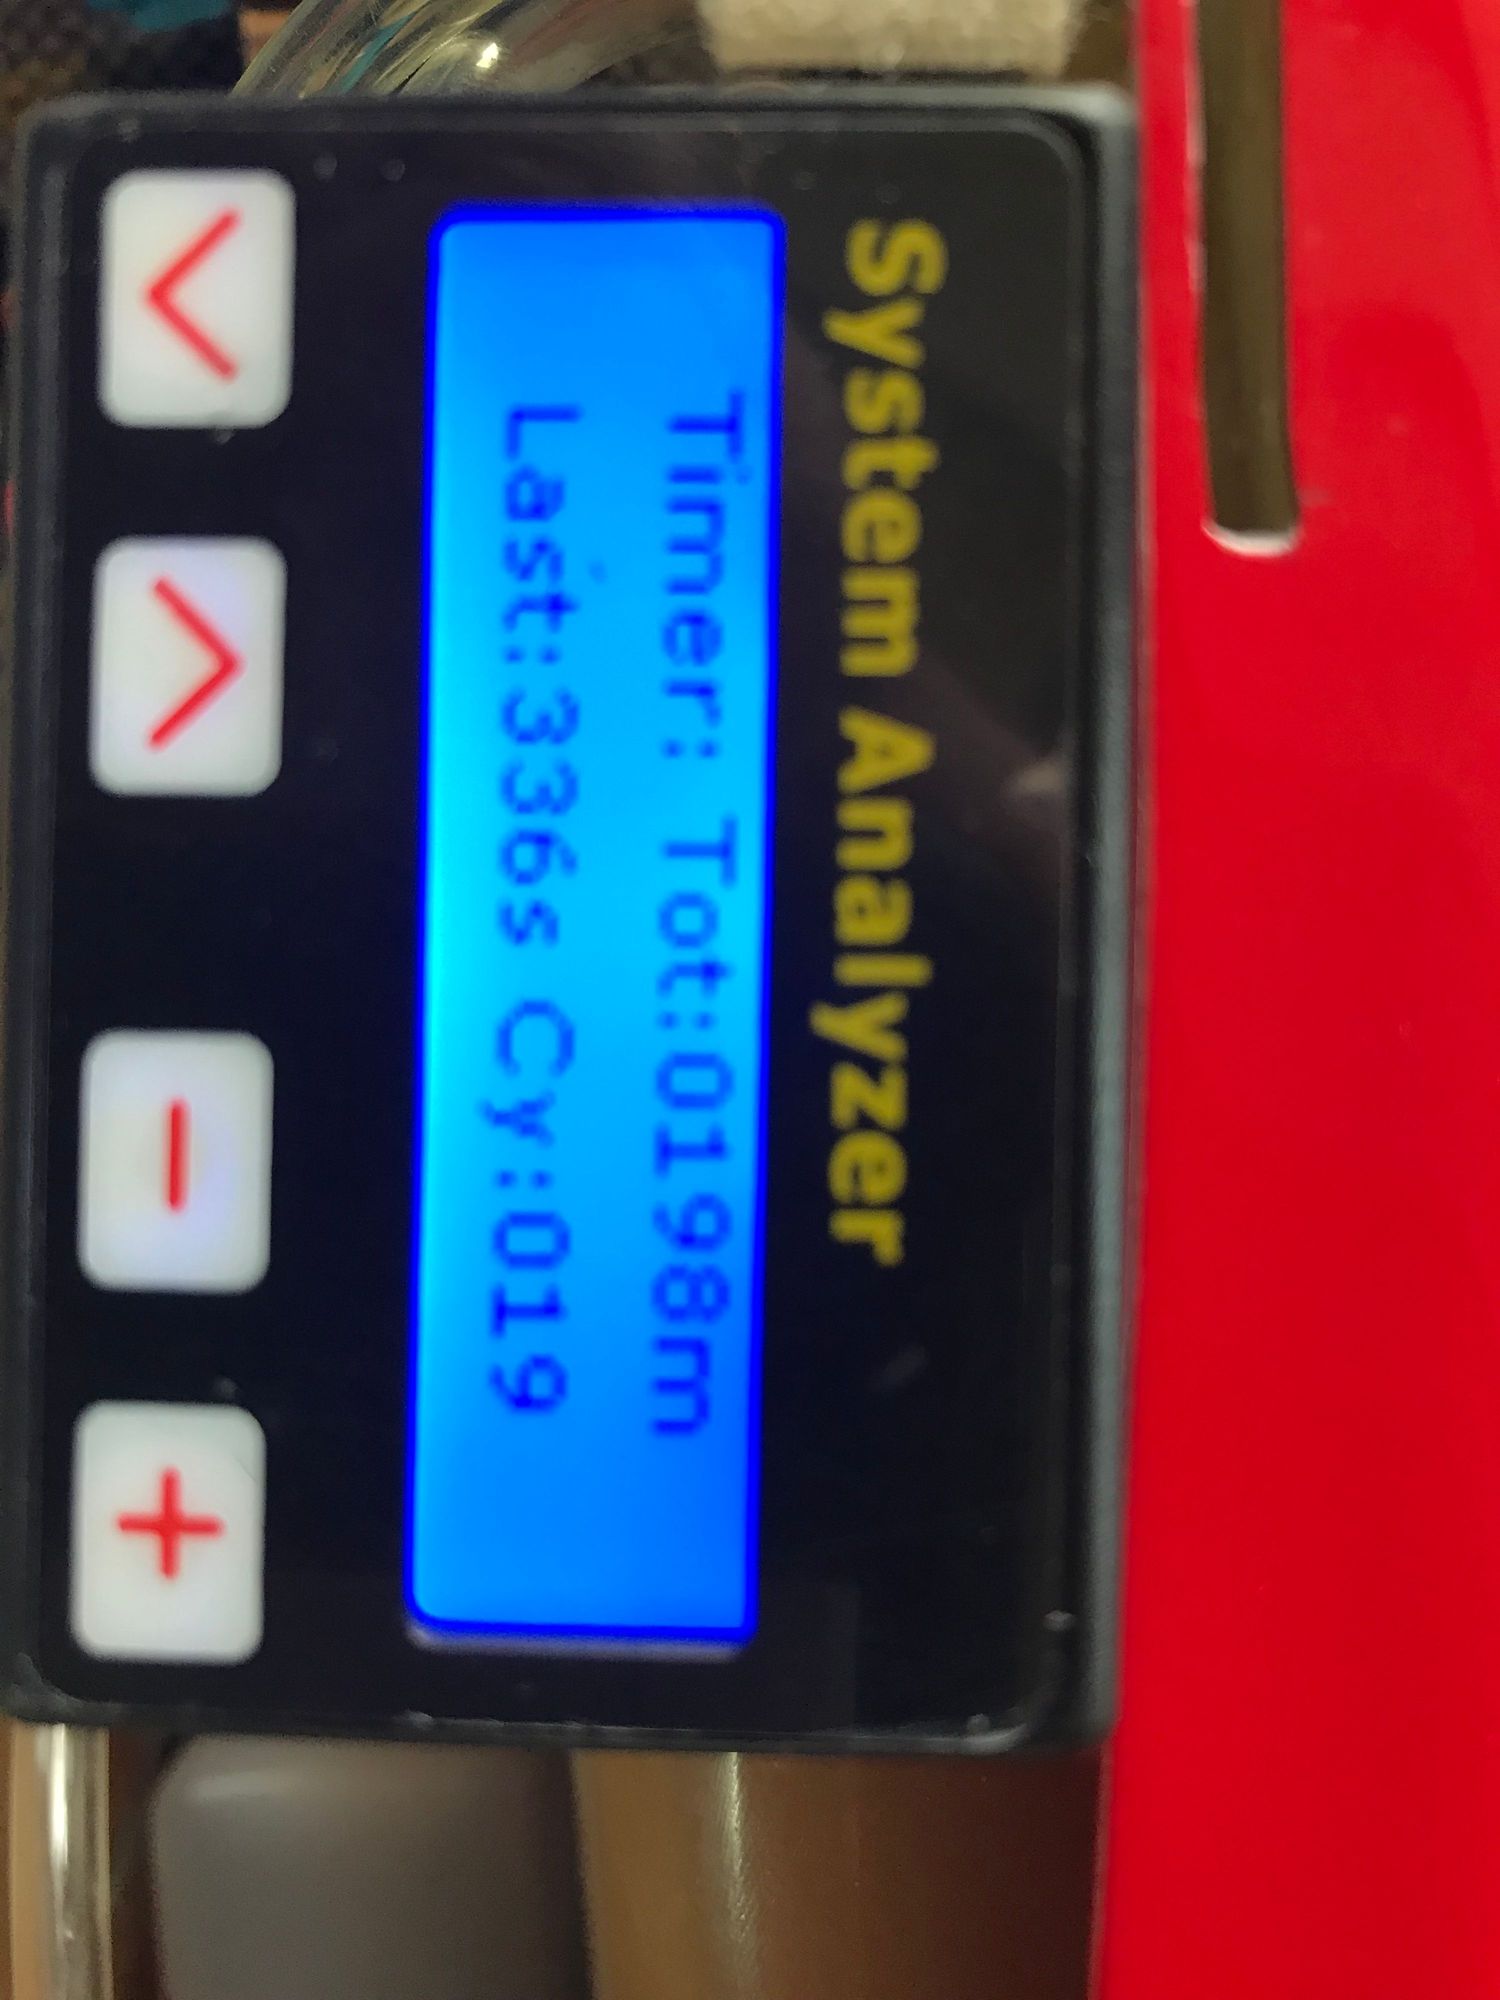 System Analyzer
Timer: Tot:0198m
Last:336s Cy:019